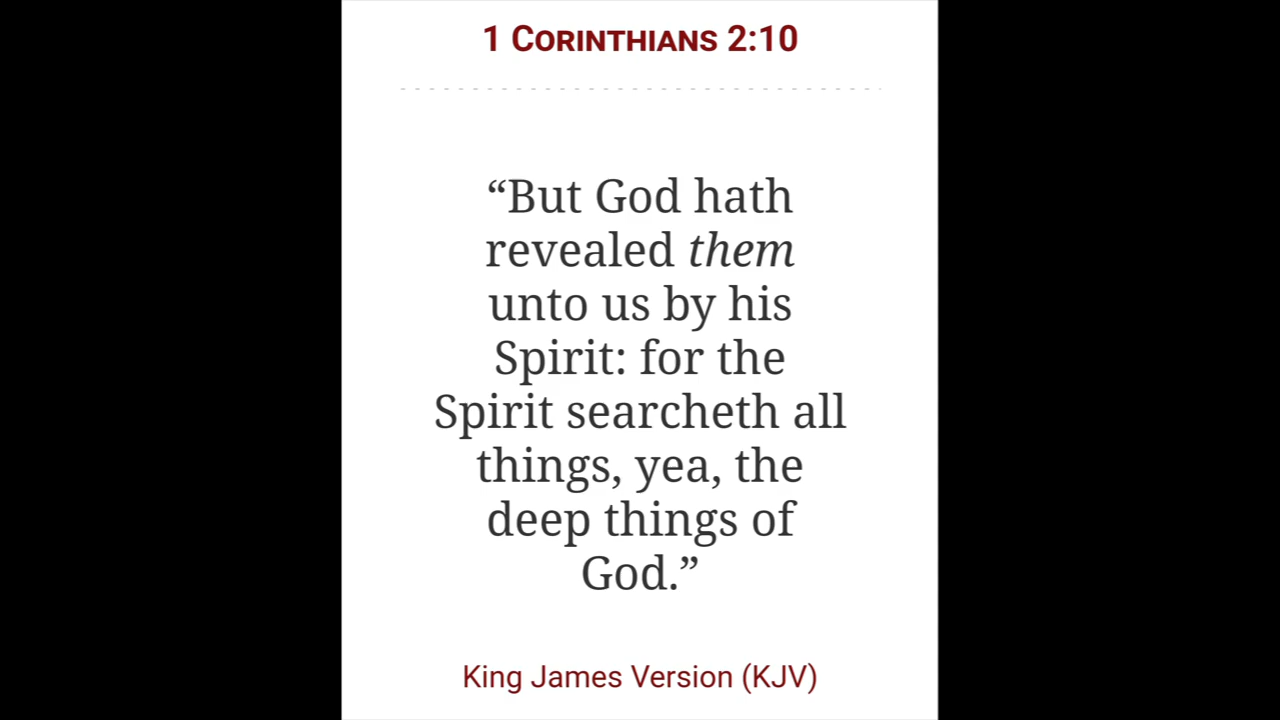 1 Corinthians 2:10
“But God hath
revealed them
unto us by his
Spirit: for the
Spirit searcheth all
things, yea, the
deep things of
God.”
King James Version (KJV)